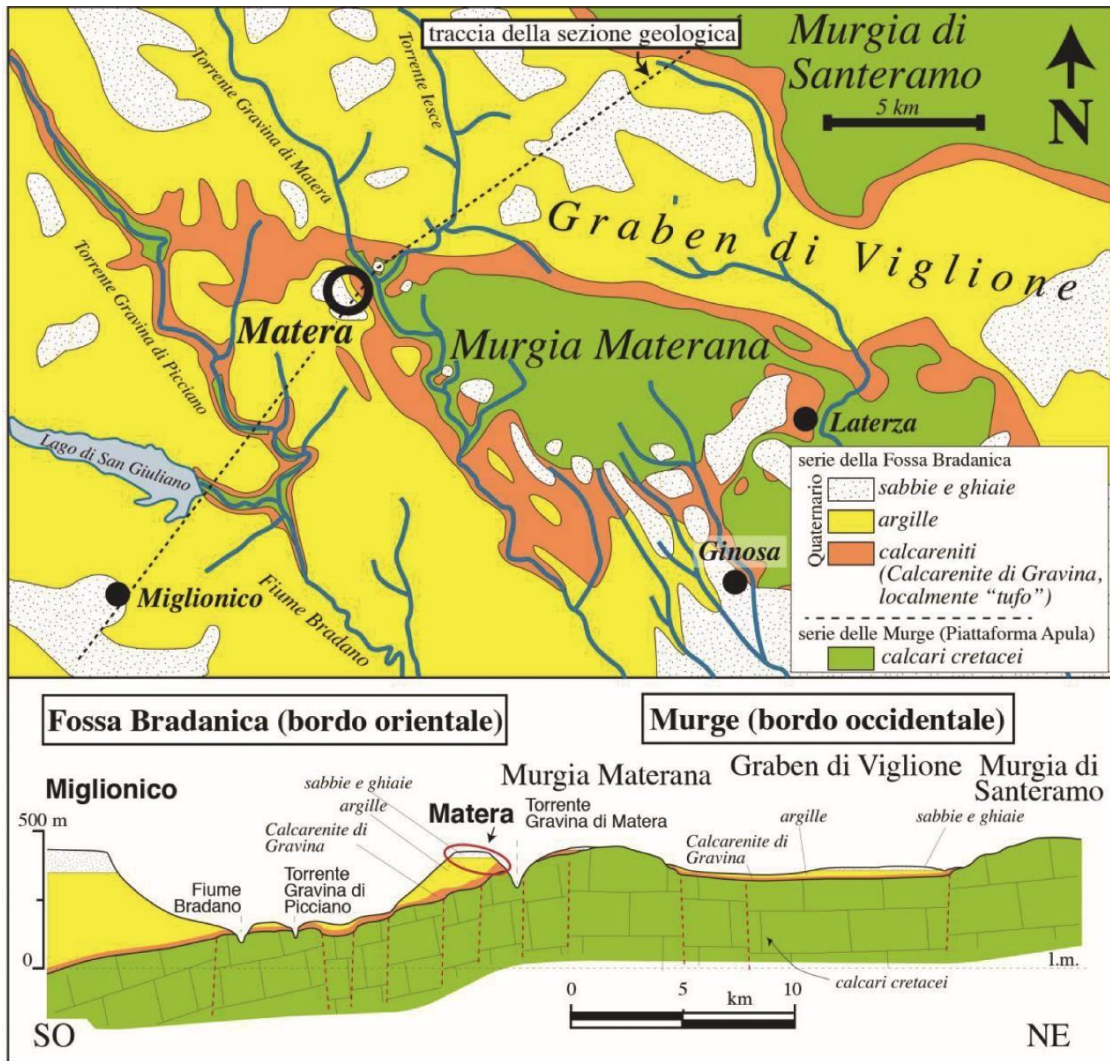 traccia della sezione geologica
Murgia di
Santeramo
5 km
N
Torrente Gravina di Matera
Torrente Iesce
Graben di Viglione
Torrente Gravina di Picciano
Matera
Murgia Materana
Lago di San Giuliano
Laterza
Ginosa
Miglionico
Fiume Bradano
serie della Fossa Bradanica
Quaternario
sabbie e ghiaie
argille
calcareniti
(Calcarenite di Gravina,
localmente “tufo”)
serie delle Murge (Piattaforma Apula)
calcari cretacei
Fossa Bradanica (bordo orientale)
Murge (bordo occidentale)
Miglionico
500 m
0
Fiume
Bradano
Torrente
Gravina di
Picciano
sabbie e ghiaie
argille
Calcarenite di
Gravina
Matera
Murgia Materana
Torrente
Gravina di Matera
Graben di Viglione
Murgia di
Santeramo
Calcarenite di
Gravina
argille
sabbie e ghiaie
l.m.
calcari cretacei
0
5
10
km
SO
NE